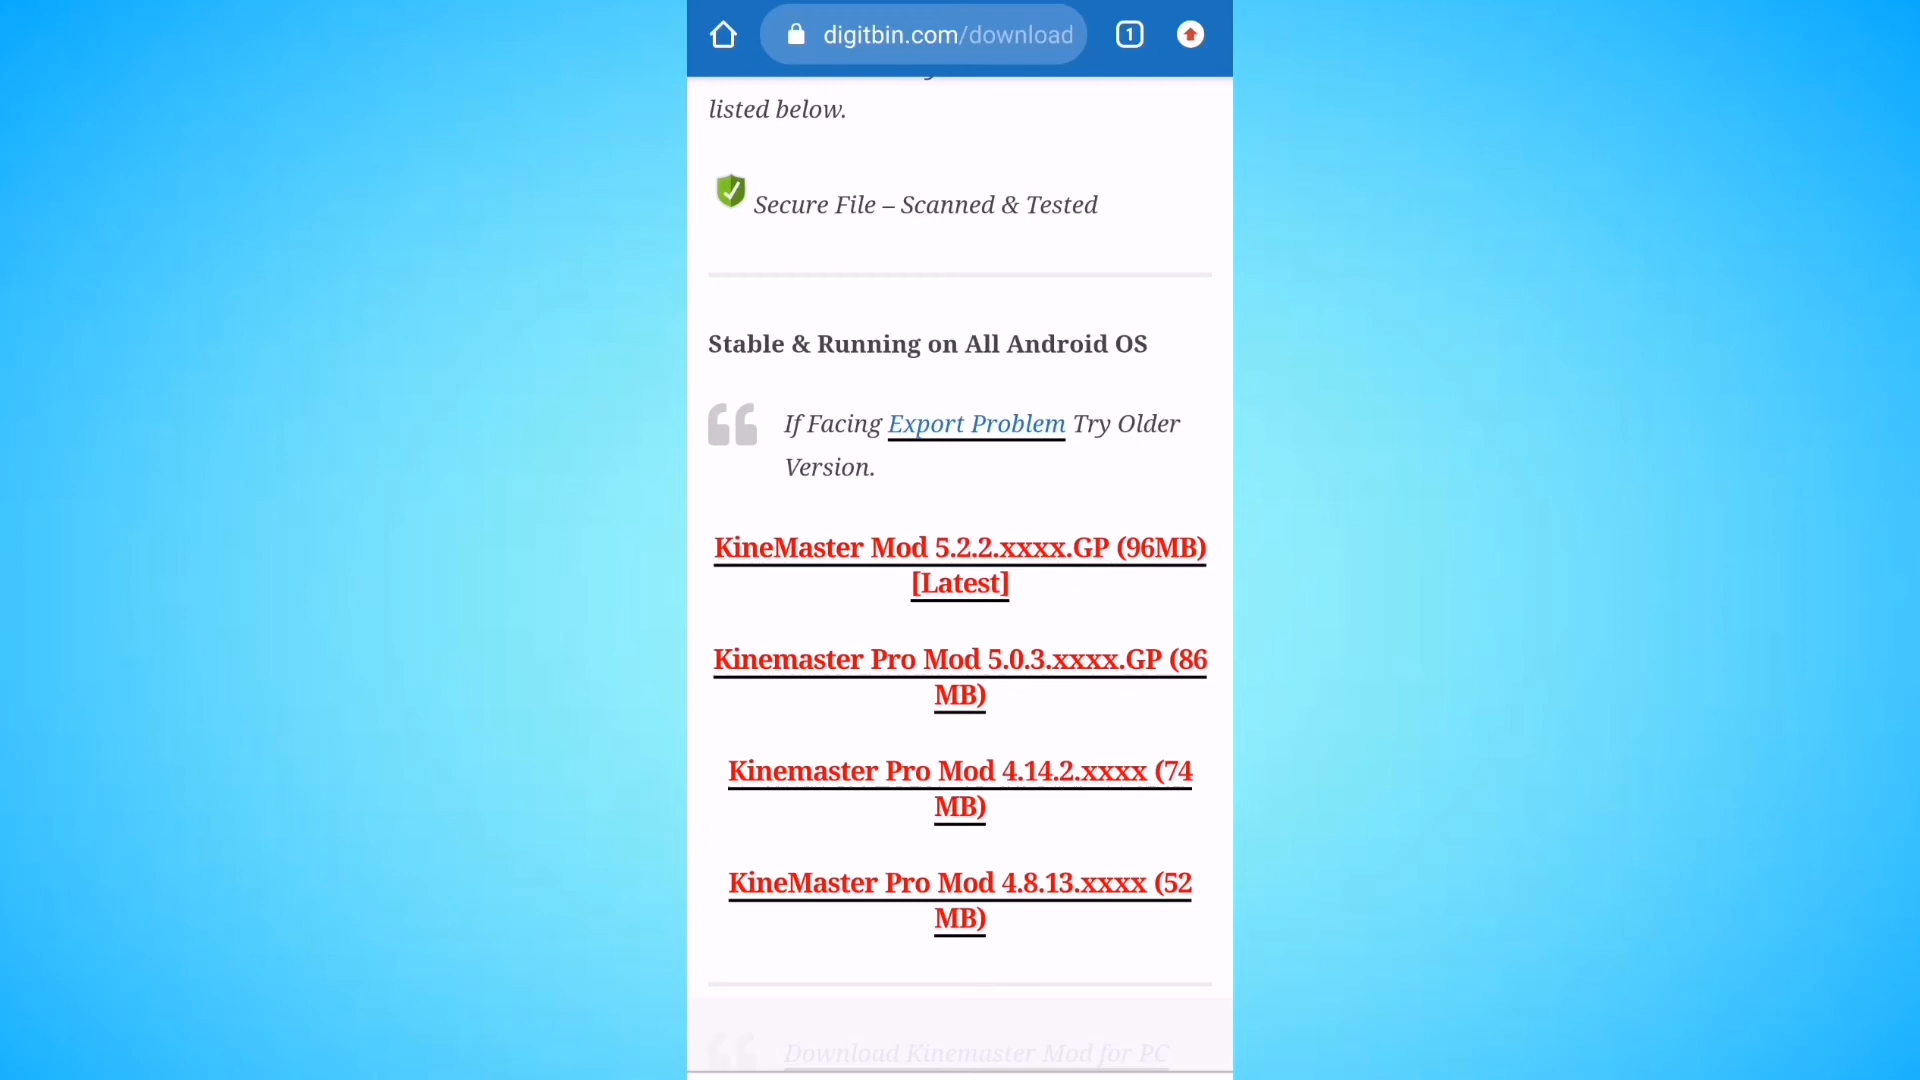 digitbin.com/download
1
listed below.
Secure File – Scanned & Tested
Stable & Running on All Android OS
If Facing Export Problem Try Older
Version.
KineMaster Mod 5.2.2.xxxx.GP (96MB)
[Latest]
Kinemaster Pro Mod 5.0.3.xxxx.GP (86
MB)
Kinemaster Pro Mod 4.14.2.xxxx (74
MB)
KineMaster Pro Mod 4.8.13.xxxx (52
MB)
Download Kinemaster Mod for PC